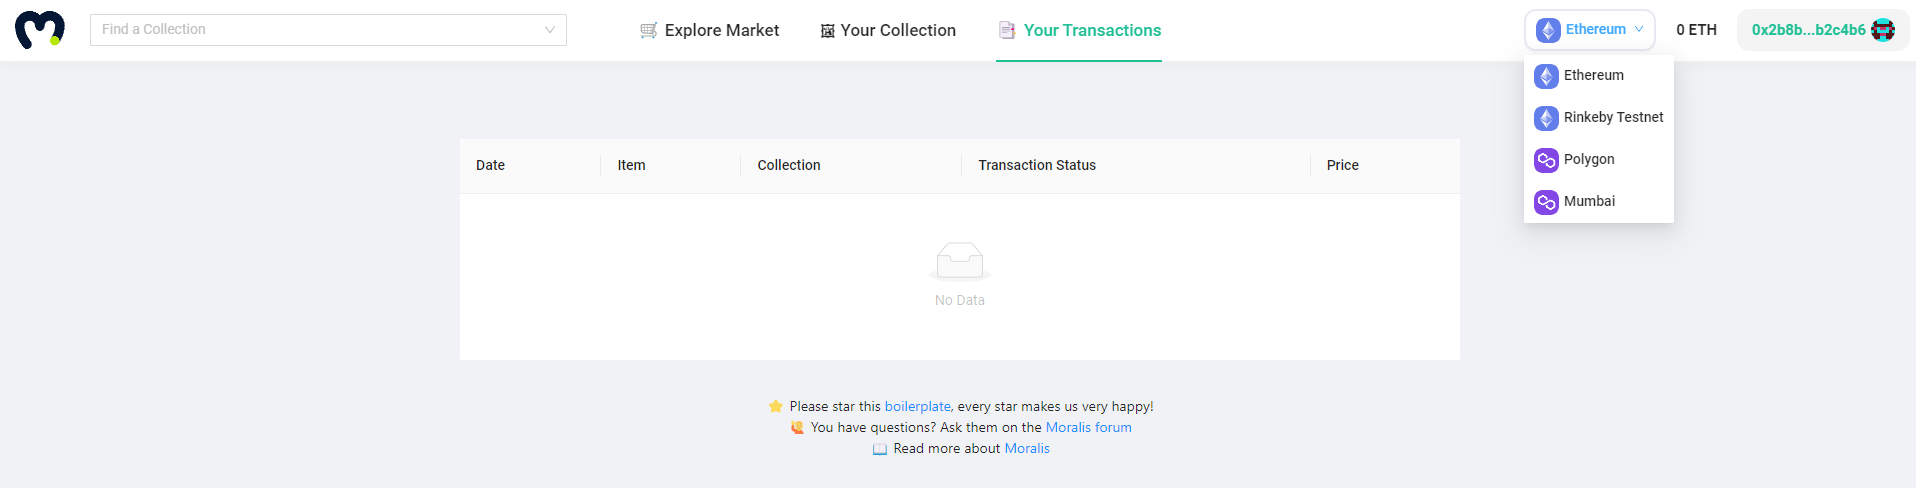 Find a Collection
Explore Market
Your Collection
Your Transactions
Ethereum
0 ETH
0x2b8b...b2c4b6
Ethereum
Rinkeby Testnet
Polygon
Mumbai
Date Item Collection Transaction Status Price
No Data
Please star this boilerplate, every star makes us very happy!
You have questions? Ask them on the Moralis forum
Read more about Moralis